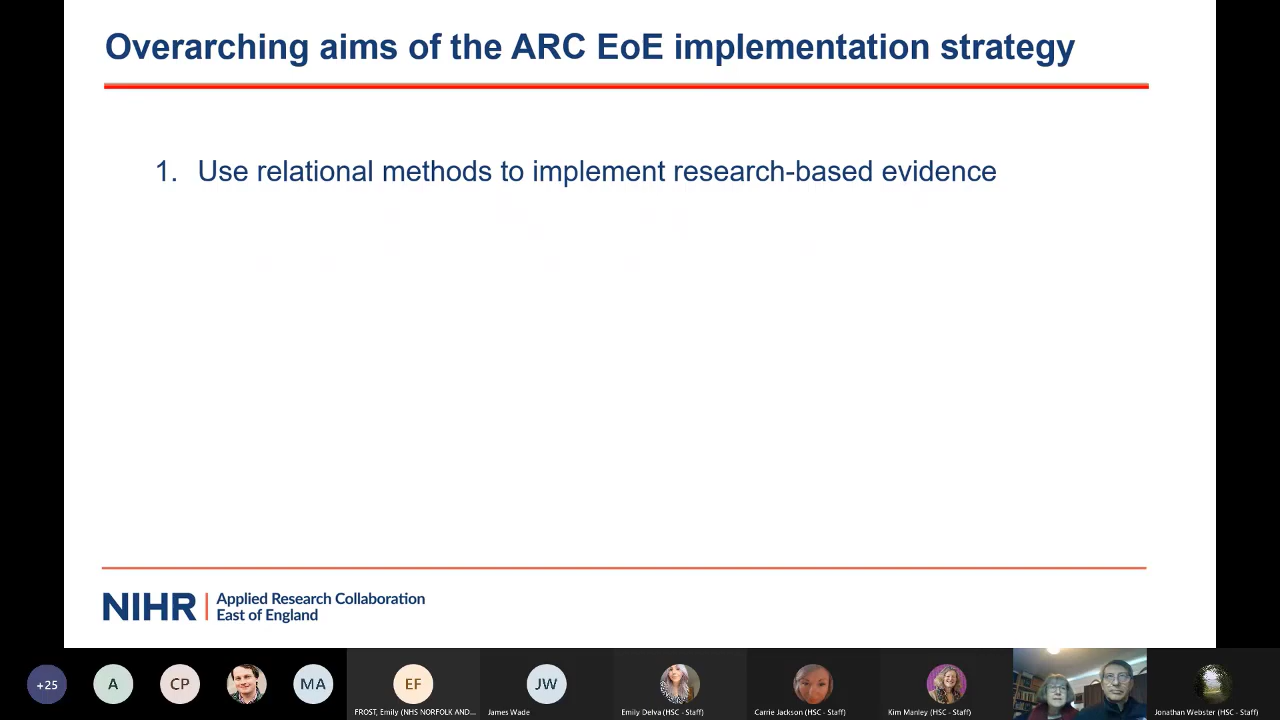 Overarching aims of the ARC EoE implementation strategy
1. Use relational methods to implement research-based evidence
NIHR | Applied Research Collaboration
East of England
+25
A
CP
MA
EF
FROST, Emily (NHS NORFOLK AND...
JW
James Wade
Emily Delva (HSC - Staff)
Carrie Jackson (HSC - Staff)
Kim Manley (HSC - Staff)
Jonathan Webster (HSC - Staff)